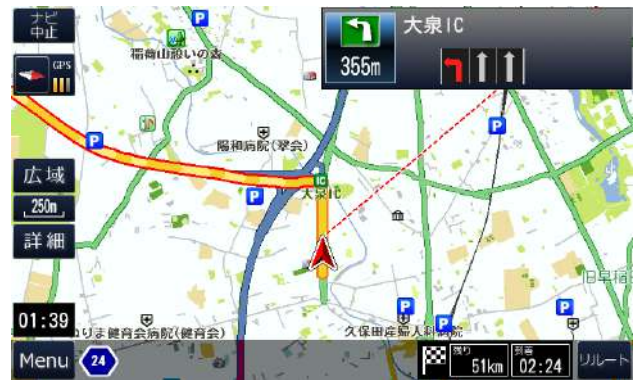 ナビ
中止
大泉IC
355m
GPS
稲荷山憩いの森
陽和病院(翠会)
広域
250m
詳細
IC
大泉IC
旧早稲
01:39
りま健育会病院(健育会)
久保田産婦人科病院
Menu
24
残り
51km
到着
02:24
リルート
P
P
P
P
P
P